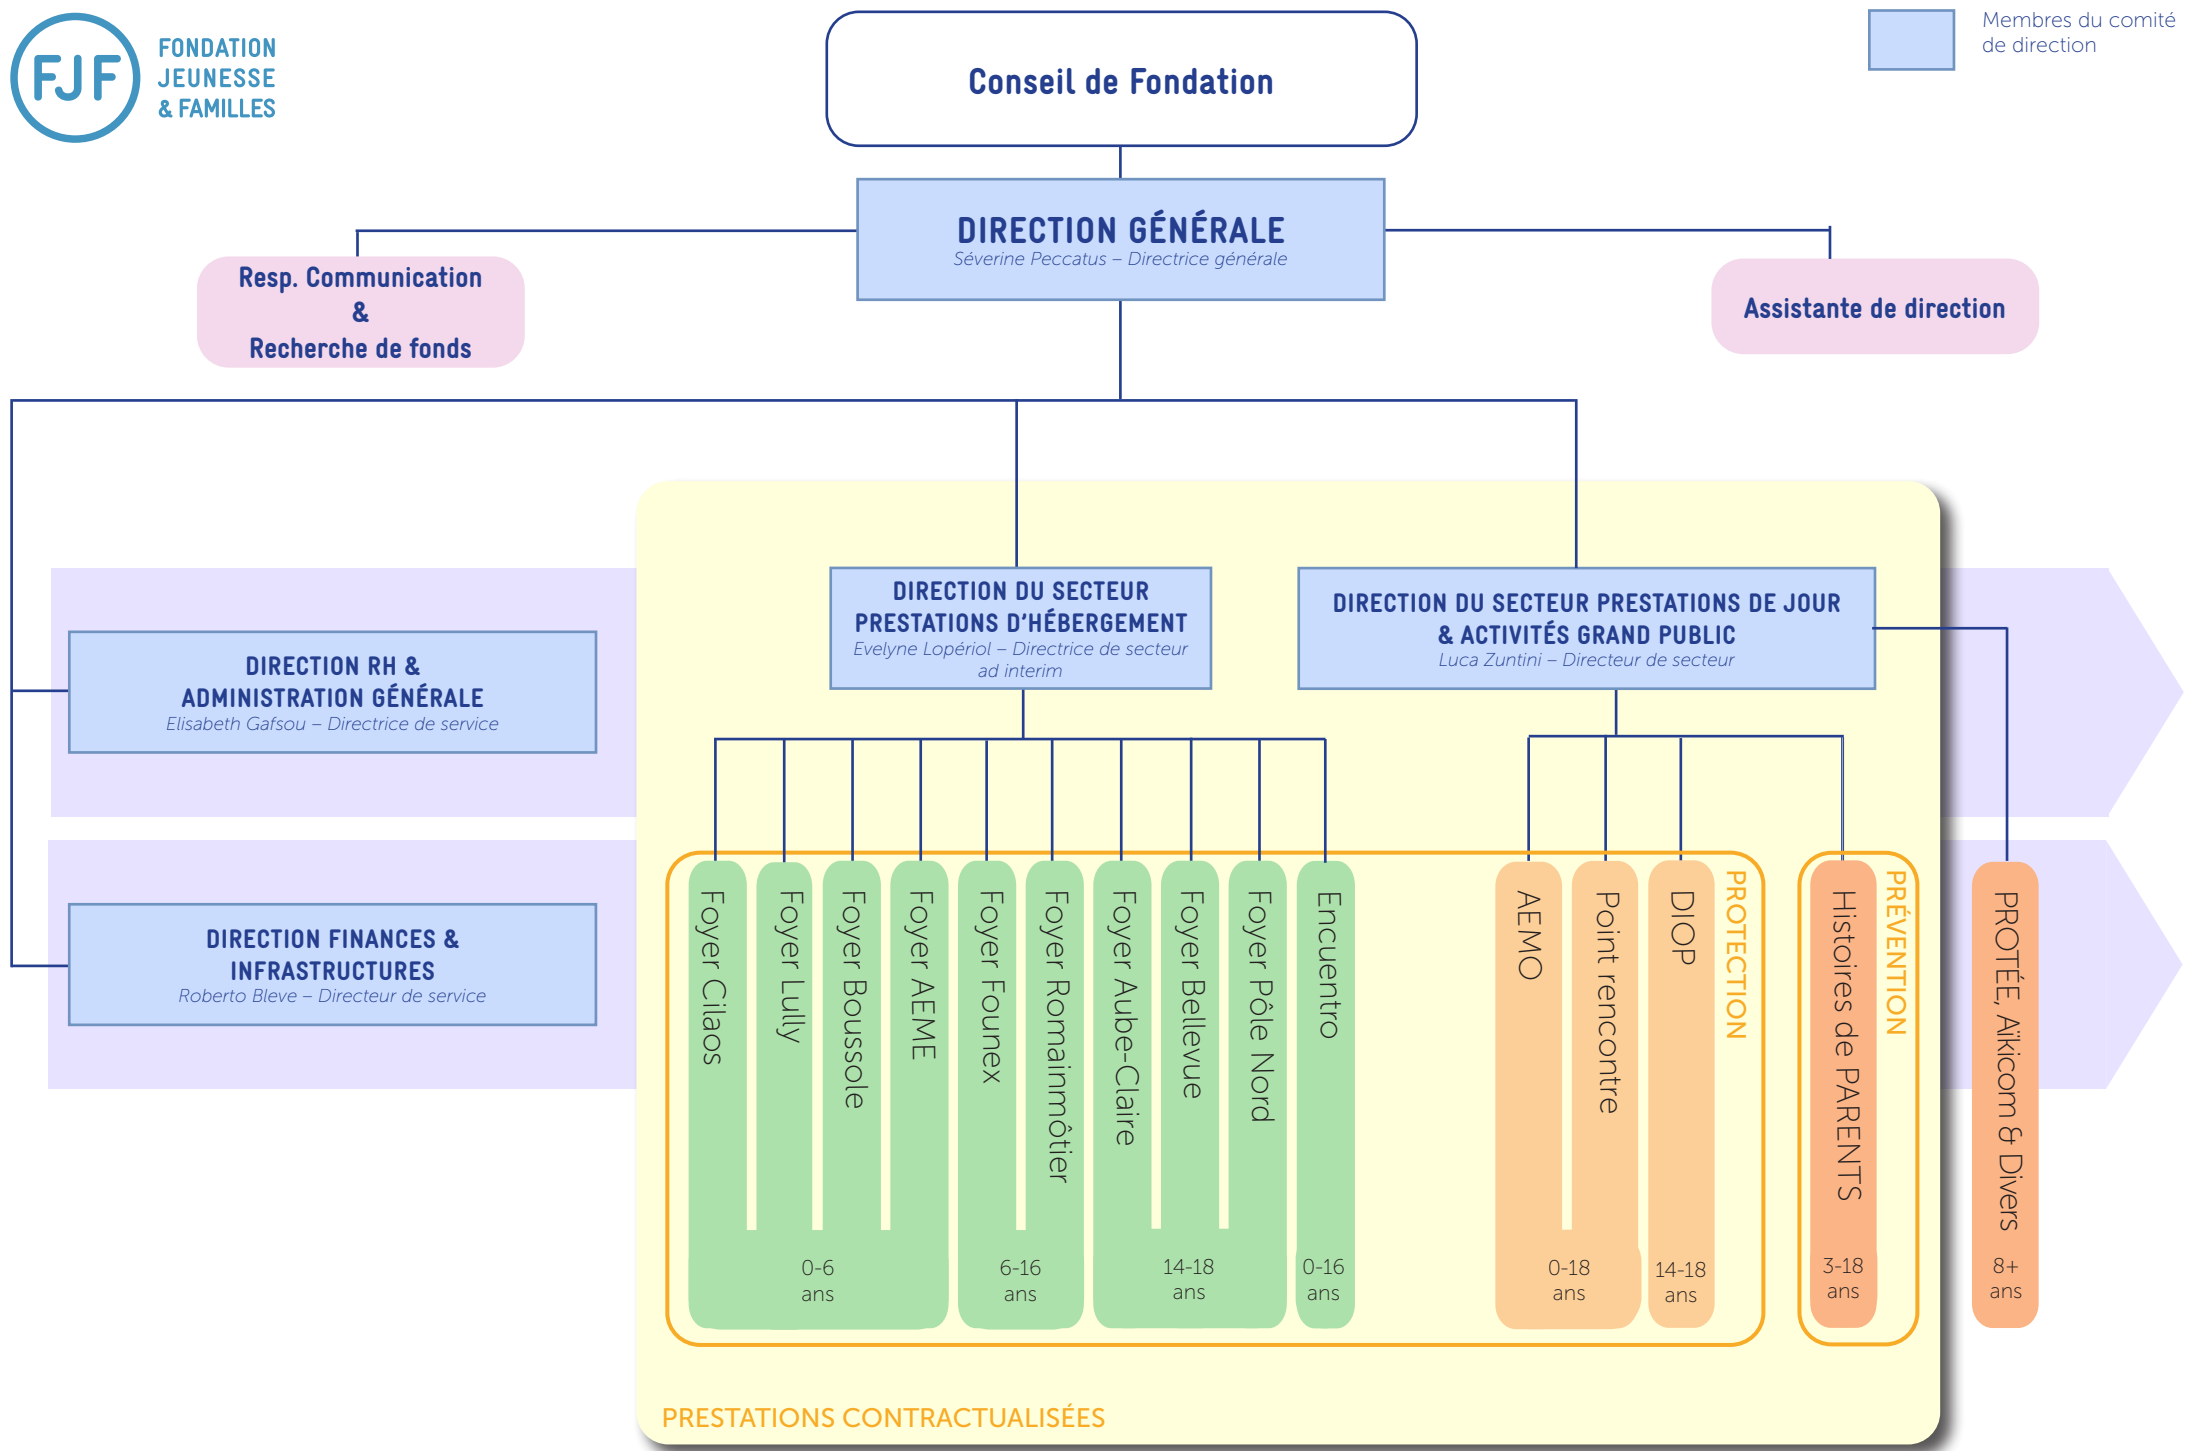 FJF
FONDATION
JEUNESSE
& FAMILLES
Conseil de Fondation
Membres du comité
de direction
DIRECTION GÉNÉRALE
Séverine Peccatus – Directrice générale
Resp. Communication
&
Recherche de fonds
Assistante de direction
DIRECTION RH &
ADMINISTRATION GÉNÉRALE
Elisabeth Gafsou – Directrice de service
DIRECTION FINANCES &
INFRASTRUCTURES
Roberto Bleve – Directeur de service
DIRECTION DU SECTEUR
PRESTATIONS D'HÉBERGEMENT
Evelyne Lopériol – Directrice de secteur
ad interim
DIRECTION DU SECTEUR PRESTATIONS DE JOUR
& ACTIVITÉS GRAND PUBLIC
Luca Zuntini – Directeur de secteur
Foyer Cilaos
Foyer Lully
Foyer Boussole
Foyer AEME
0-6
ans
Foyer Founex
Foyer Romainmôtier
6-16
ans
Foyer Aube-Claire
Foyer Bellevue
Foyer Pôle Nord
14-18
ans
Encuentro
0-16
ans
AEMO
Point rencontre
0-18
ans
DIOP
14-18
ans
PROTECTION
Histoires de PARENTS
3-18
ans
PRÉVENTION
PROTÉE, Aïkicom & Divers
8+
ans
PRESTATIONS CONTRACTUALISÉES